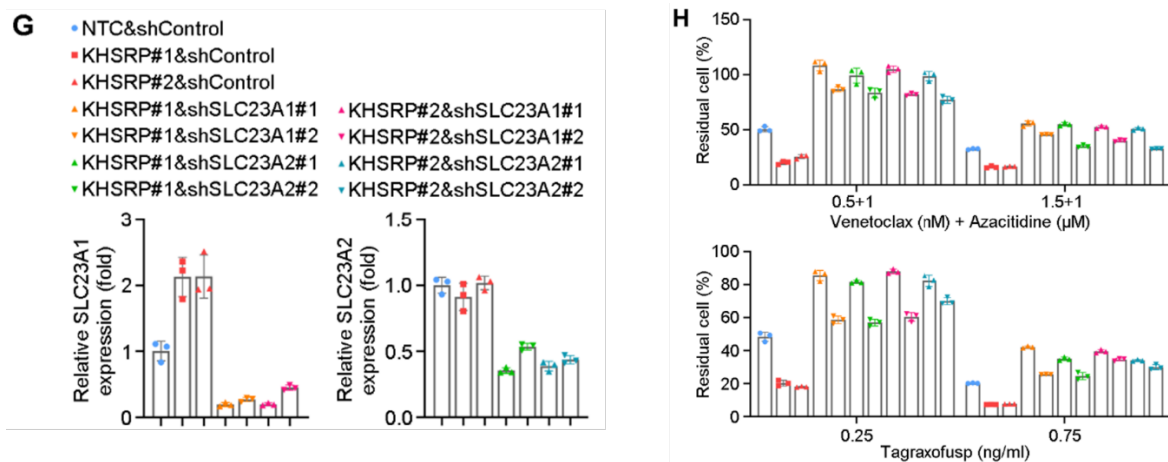 G
NTC&shControl
KHSRP#1&shControl
KHSRP#2&shControl
KHSRP#1&shSLC23A1#1
KHSRP#1&shSLC23A1#2
KHSRP#1&shSLC23A2#1
KHSRP#1&shSLC23A2#2
KHSRP#2&shSLC23A1#1
KHSRP#2&shSLC23A1#2
KHSRP#2&shSLC23A2#1
KHSRP#2&shSLC23A2#2
Relative SLC23A1
expression (fold)
3
2
1
0
Relative SLC23A2
expression (fold)
1.5
1.0
0.5
0.0
H
Residual cell (%)
150
100
50
0
0.5+1
1.5+1
Venetoclax (nM) + Azacitidine (µM)
Residual cell (%)
100
80
60
40
20
0
0.25
0.75
Tagraxofusp (ng/ml)